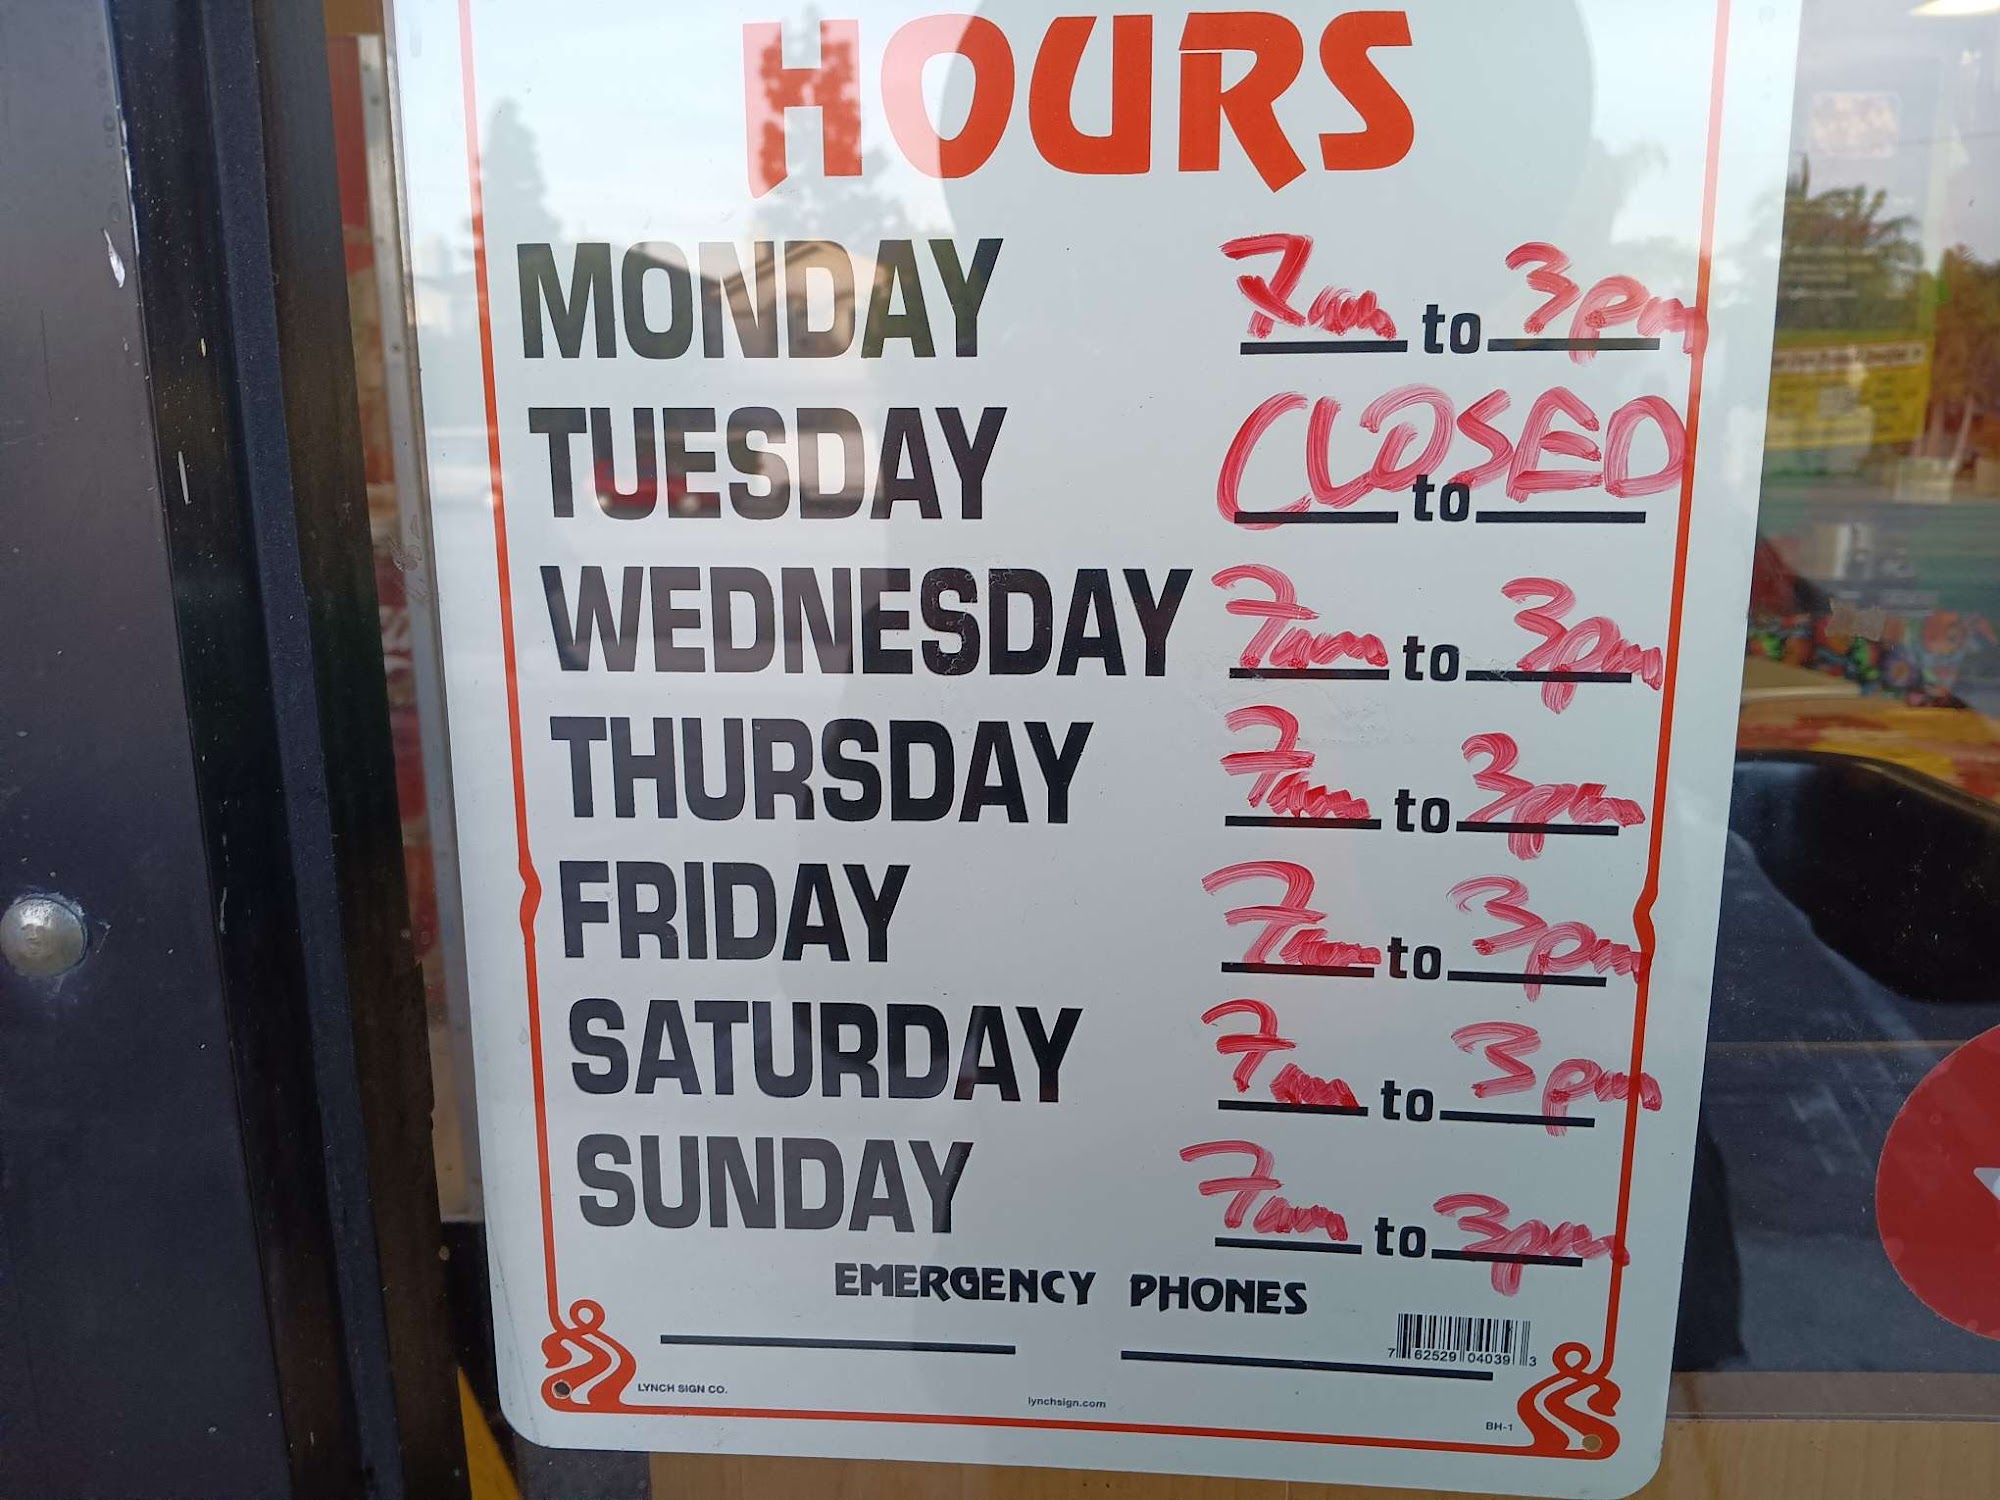 HOURS
MONDAY 7am to 3pm
TUESDAY CLOSED to
WEDNESDAY 7am to 3pm
THURSDAY 7am to 3pm
FRIDAY 7am to 3pm
SATURDAY 7am to 3pm
SUNDAY 7am to 3pm
EMERGENCY PHONES
7 62529 04039 3
LYNCH SIGN CO.
lynchsign.com
BH-1